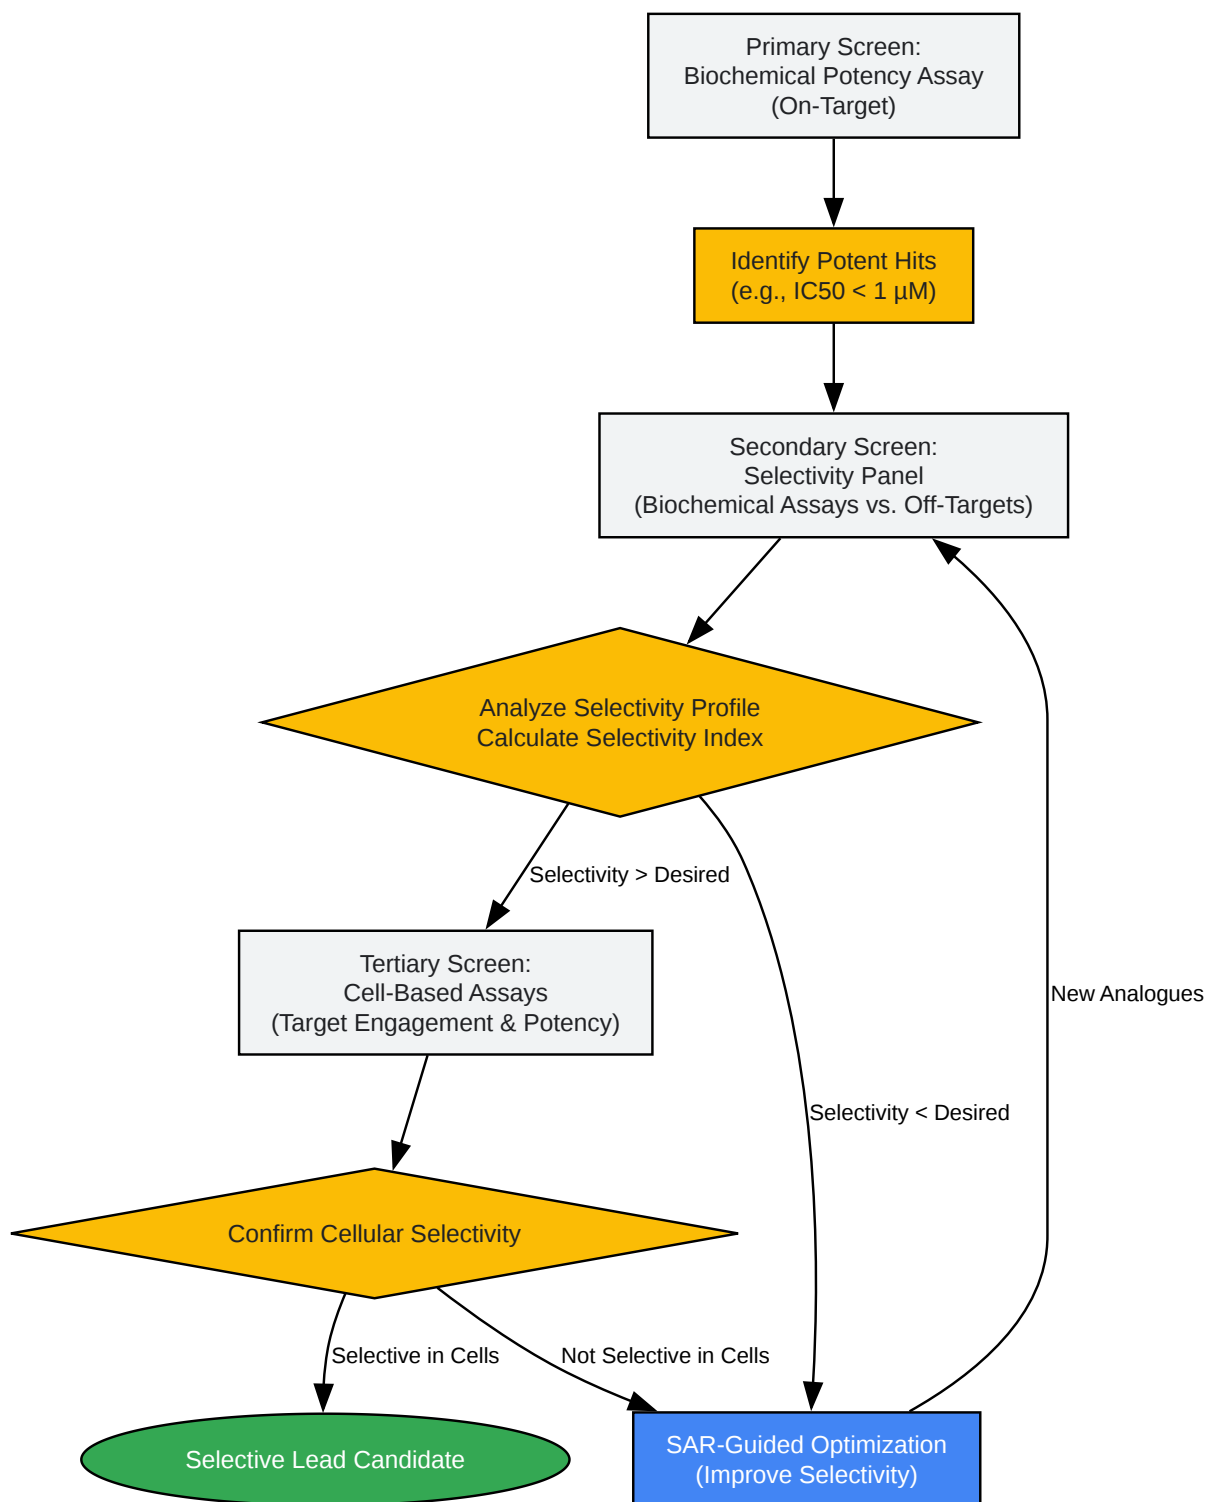 Primary Screen:
Biochemical Potency Assay
(On-Target)
Identify Potent Hits
(e.g., IC50 < 1 µM)
Secondary Screen:
Selectivity Panel
(Biochemical Assays vs. Off-Targets)
Analyze Selectivity Profile
Calculate Selectivity Index
Selectivity > Desired
Tertiary Screen:
Cell-Based Assays
(Target Engagement & Potency)
New Analogues
Selectivity < Desired
Confirm Cellular Selectivity
Selective in Cells
Not Selective in Cells
Selective Lead Candidate
SAR-Guided Optimization
(Improve Selectivity)